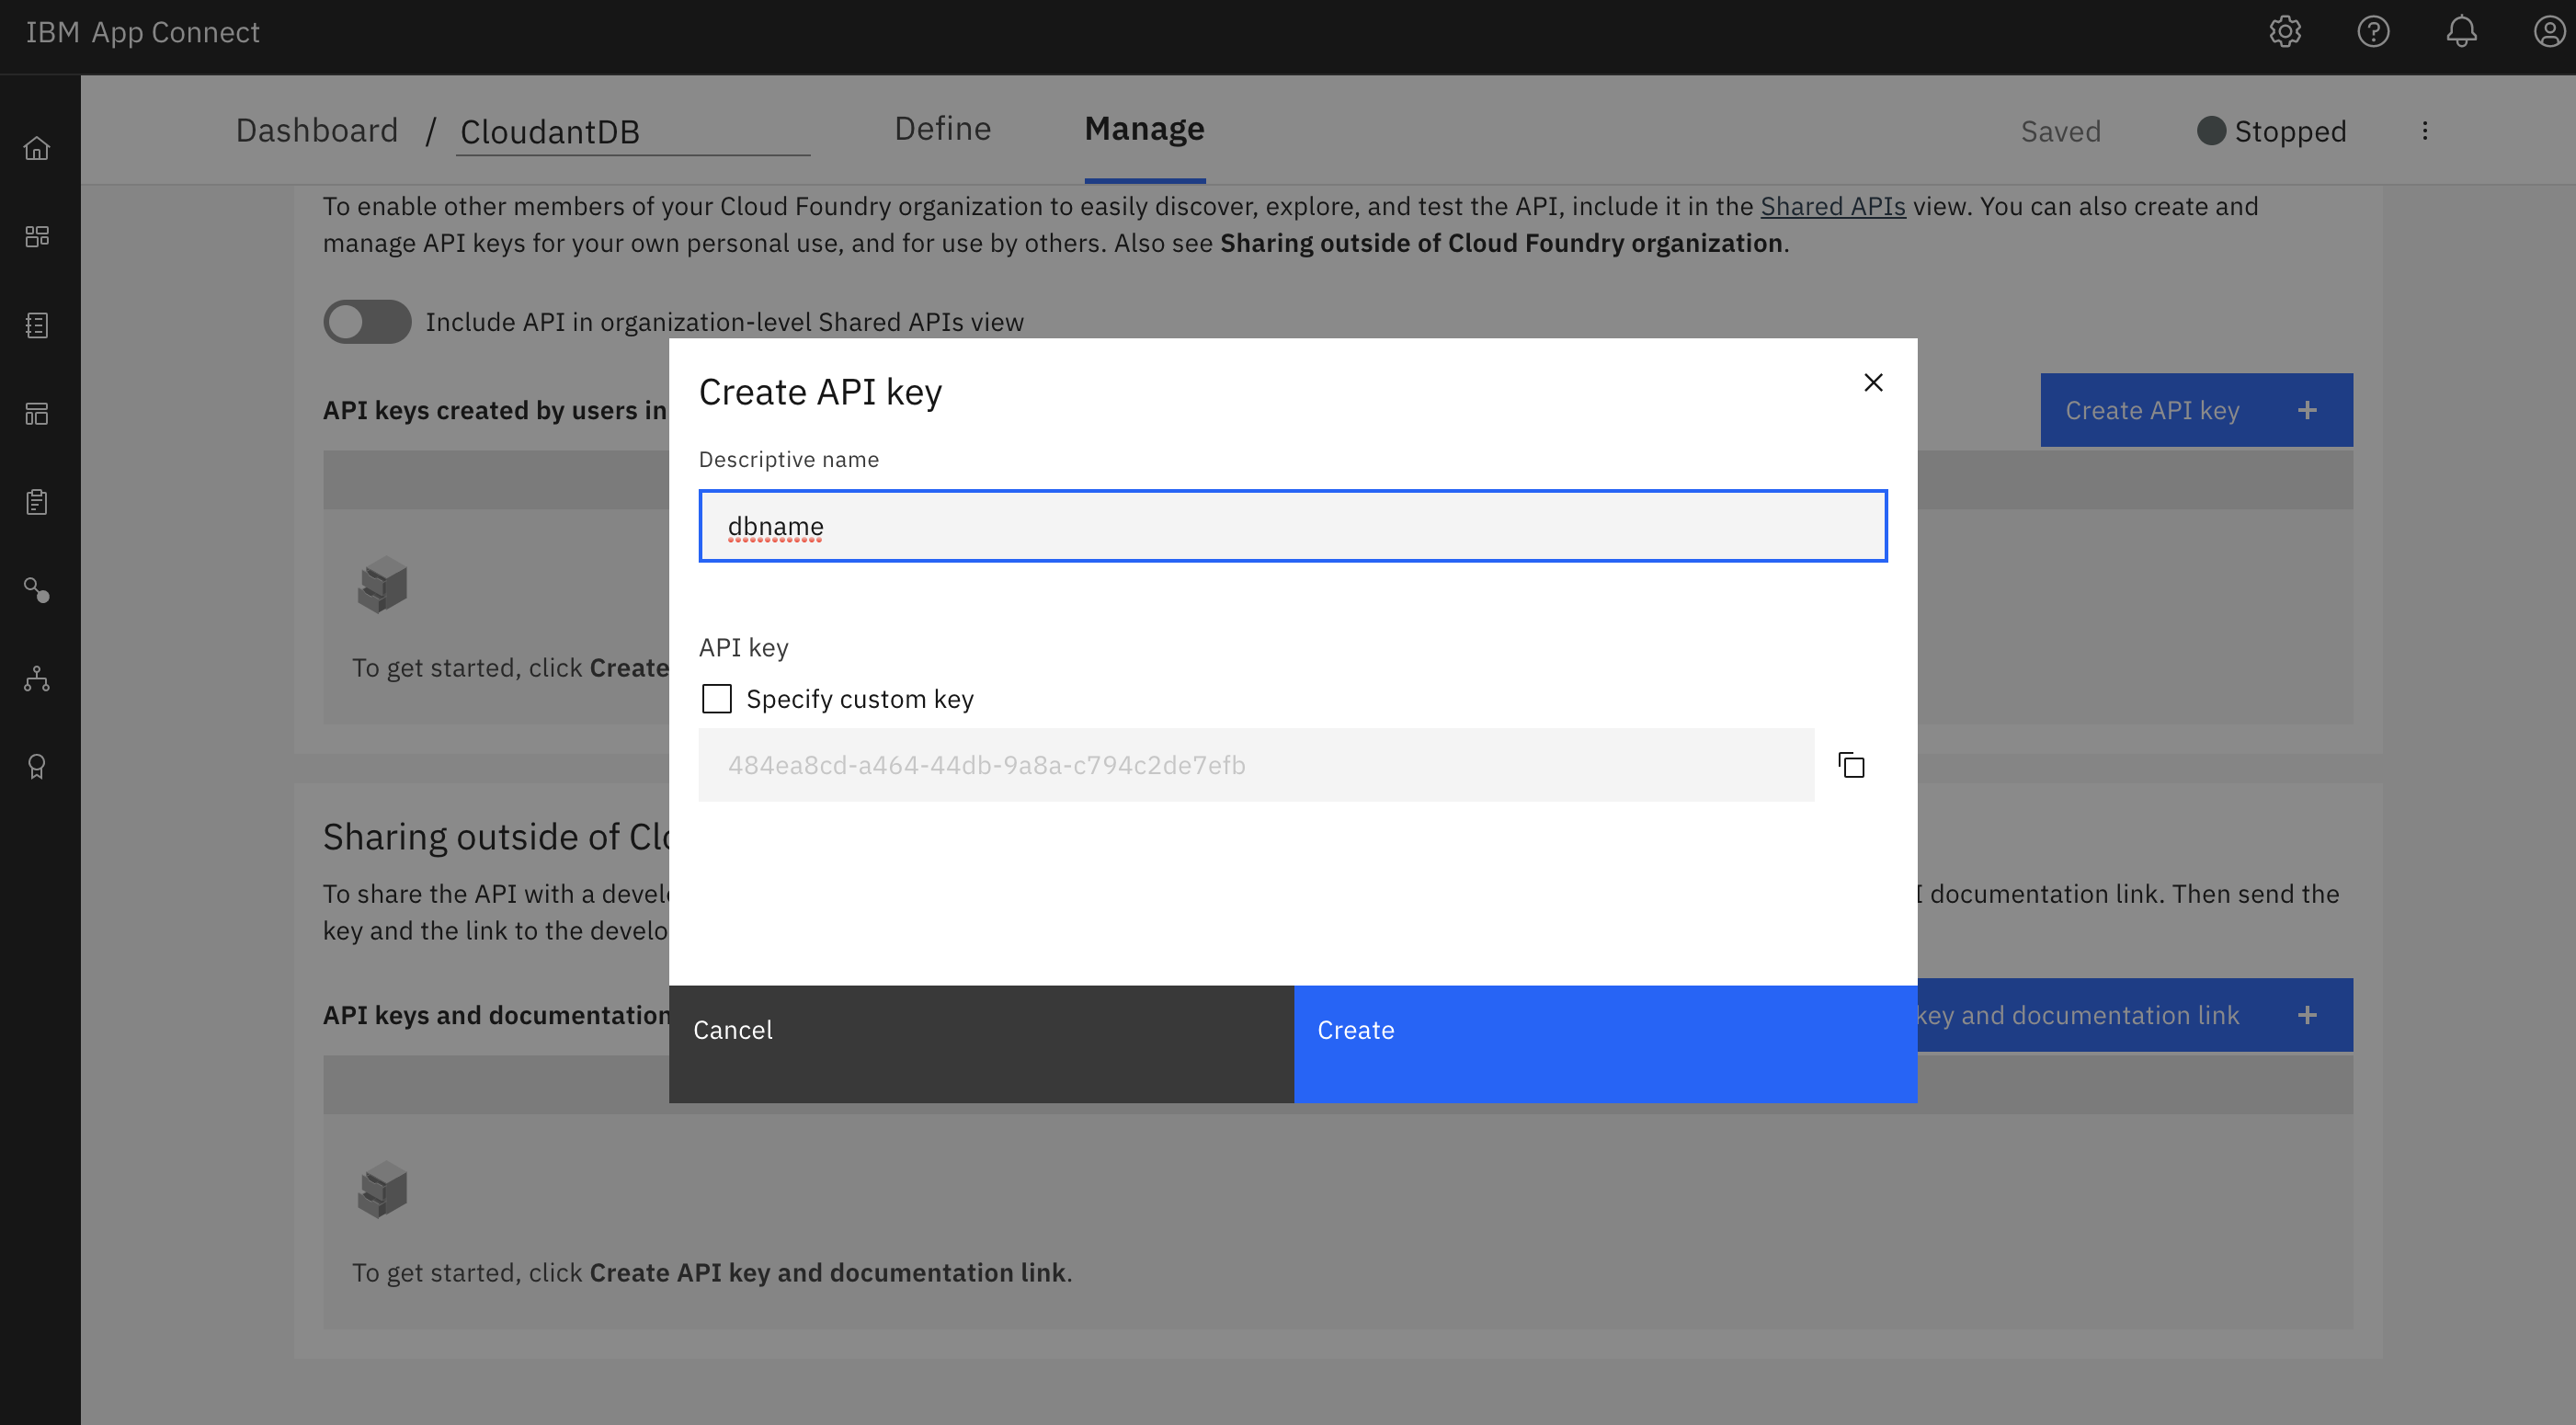 IBM App Connect
Dashboard / CloudantDB
Define
Manage
Saved
Stopped
To enable other members of your Cloud Foundry organization to easily discover, explore, and test the API, include it in the Shared APIs view. You can also create and
manage API keys for your own personal use, and for use by others. Also see Sharing outside of Cloud Foundry organization.
Include API in organization-level Shared APIs view
API keys created by users in
Create API key +
To get started, click Create
Create API key
Descriptive name
dbname
API key
Specify custom key
484ea8cd-a464-44db-9a8a-c794c2de7efb
Cancel
Create
Sharing outside of Clo
To share the API with a devel
I documentation link. Then send the
key and the link to the develo
API keys and documentation
key and documentation link +
To get started, click Create API key and documentation link.